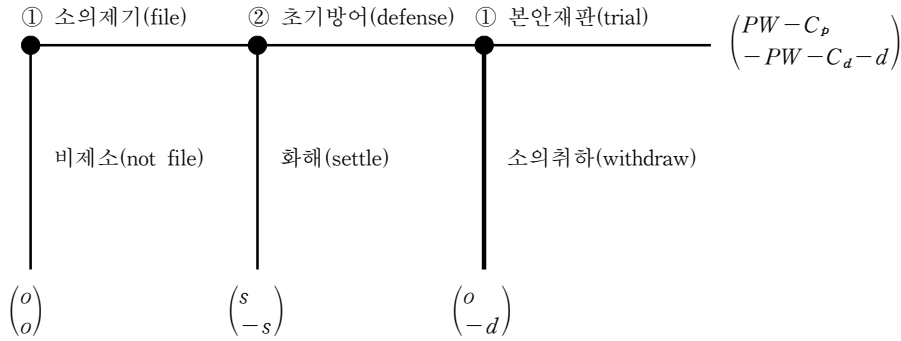 ① 소의제기(file) ② 초기방어(defense) ① 본안재판(trial)
(PW－C_p
－PW－C_d－d)
비제소(not file) 화해(settle) 소의취하(withdraw)
(o
o)
(s
－s)
(o
－d)